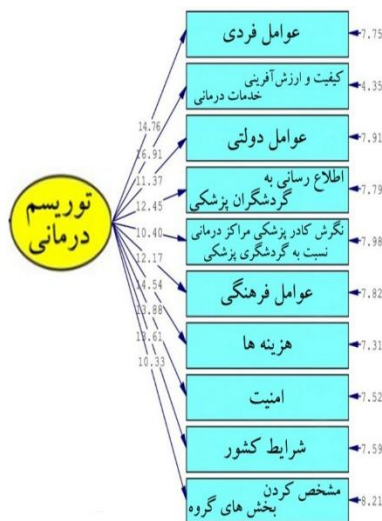 عوامل فردی
7.75
کیفیت و ارزش آفرینی
خدمات درمانی
4.35
عوامل دولتی
7.91
اطلاع رسانی به
گردشگران پزشکی
7.79
نگرش کادر پزشکی مراکز درمانی
نسبت به گردشگری پزشکی
7.98
عوامل فرهنگی
7.82
هزینه ها
7.31
امنیت
7.52
شرایط کشور
7.59
مشخص کردن
بخش های گروه
8.21
توریسم
درمانی
14.76
16.91
11.37
12.45
10.40
12.17
14.54
13.88
13.61
10.33